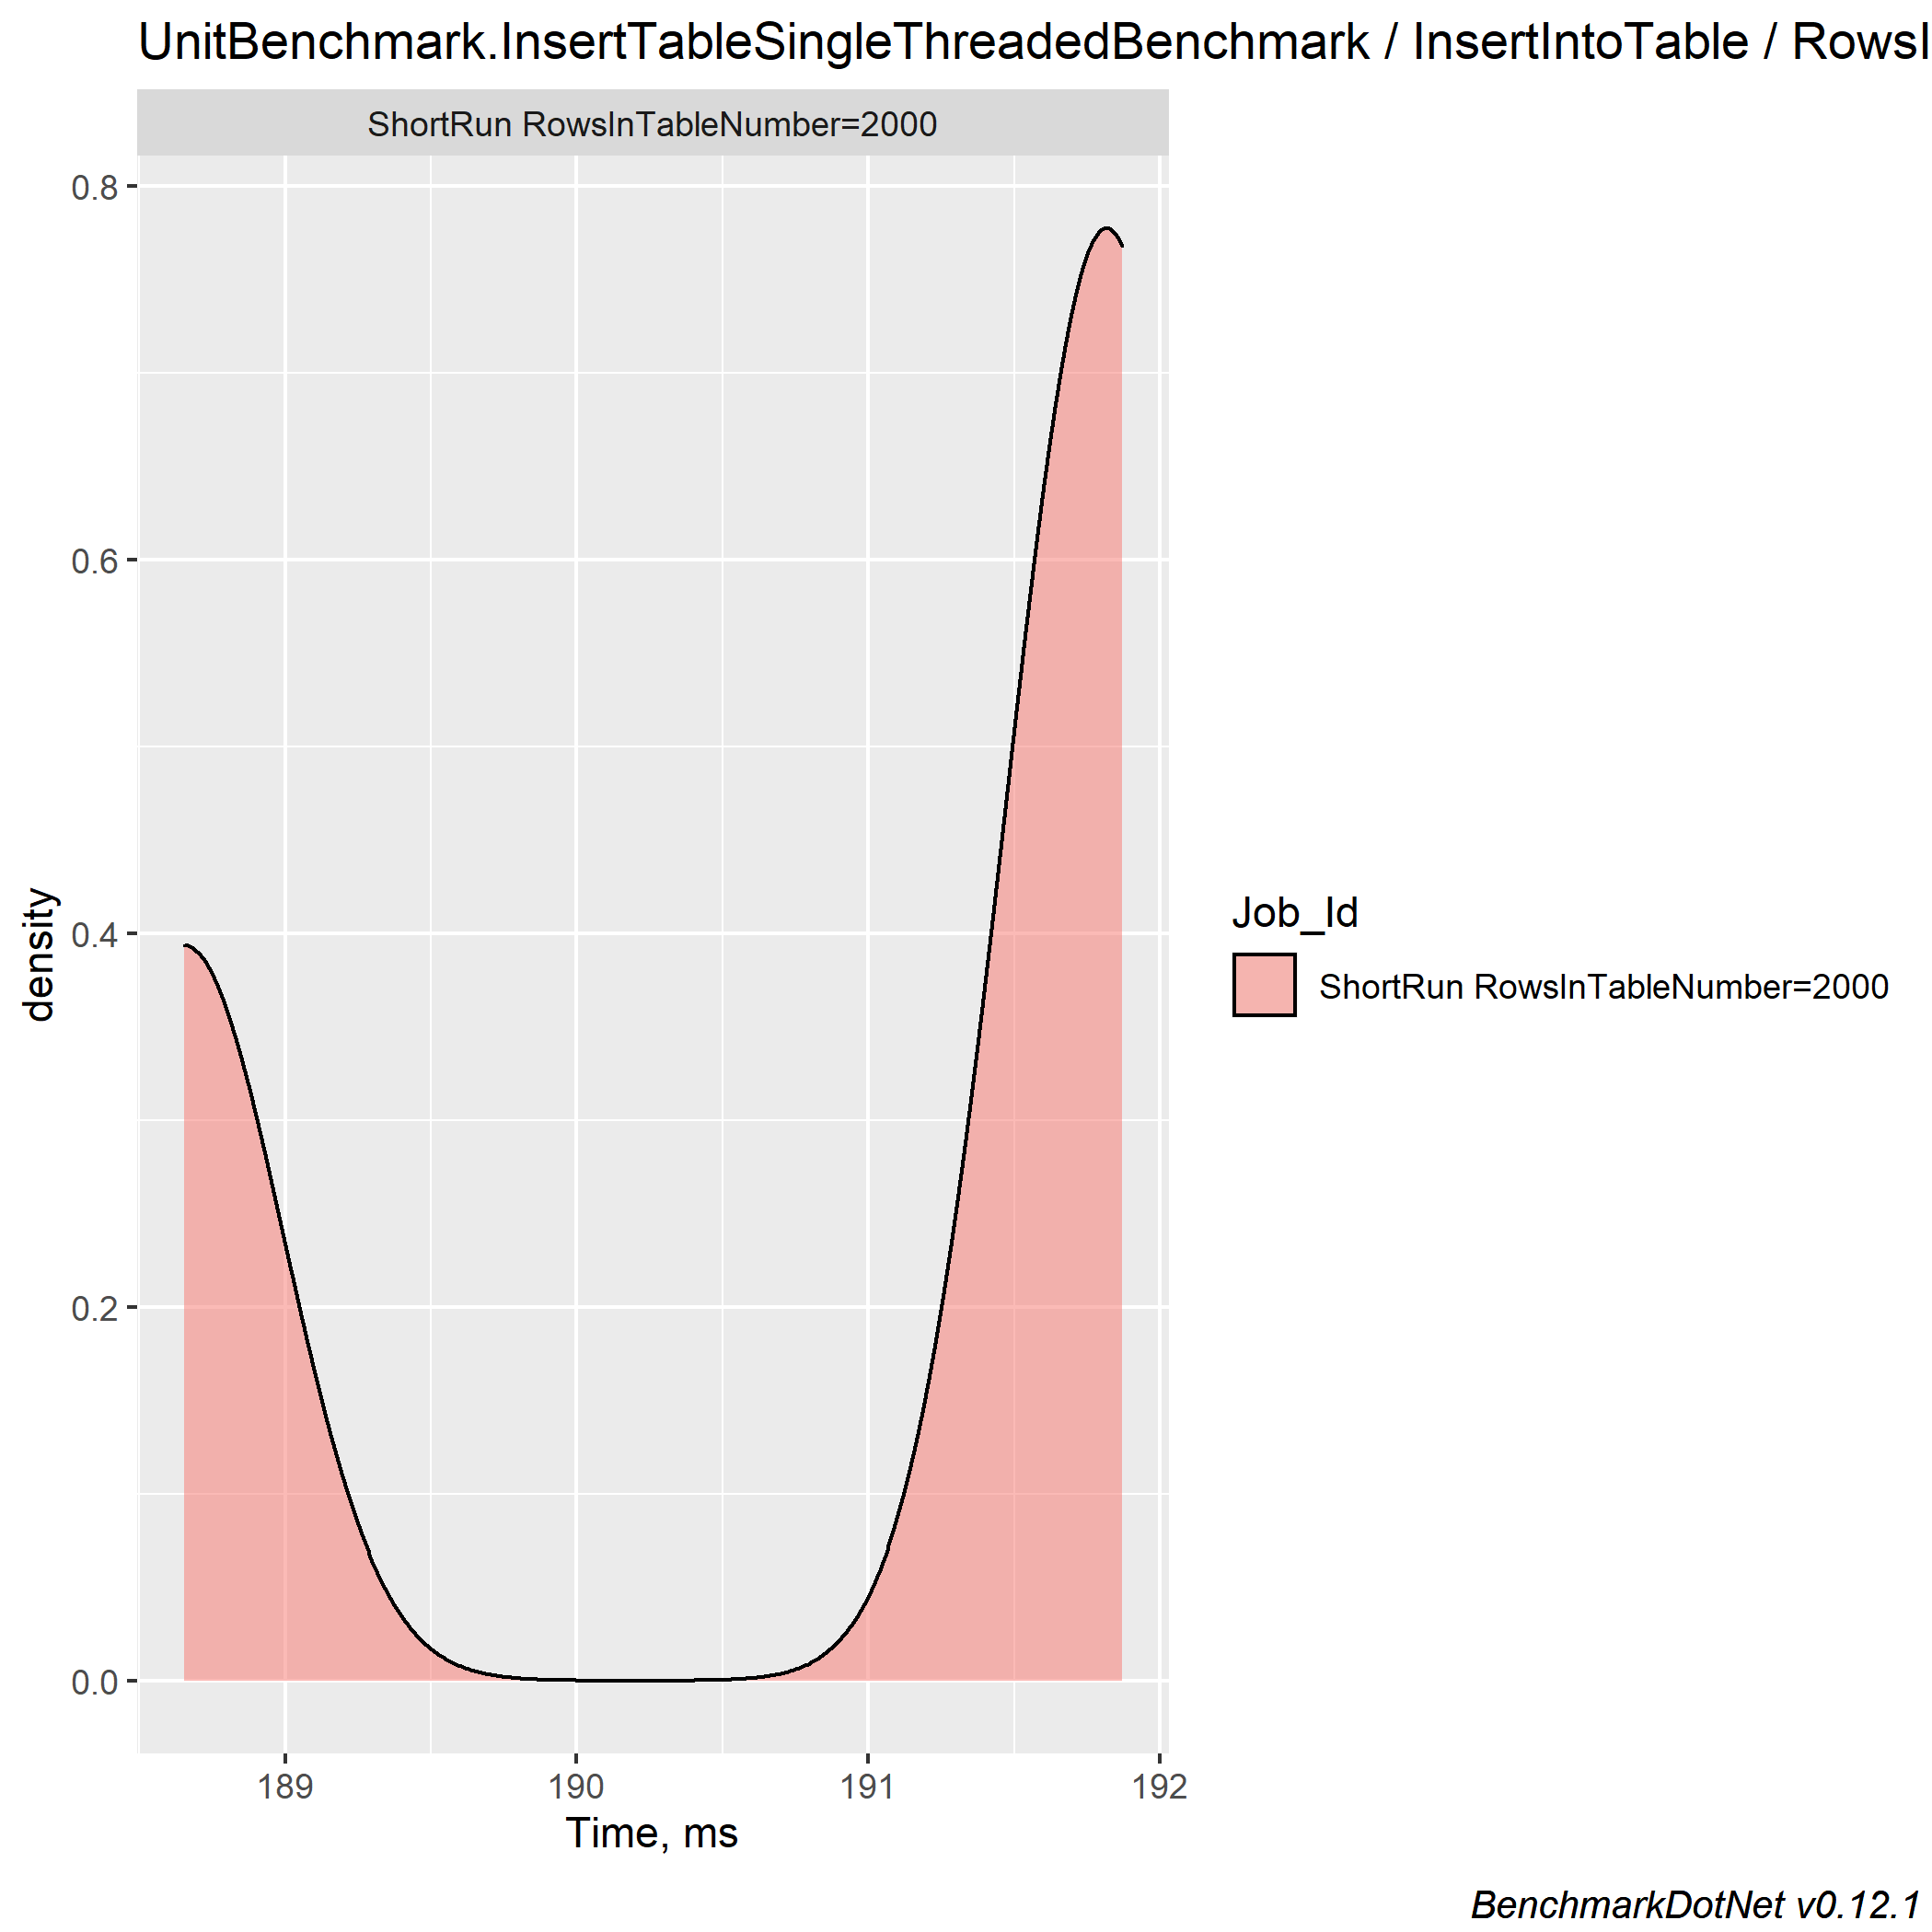 UnitBenchmark.InsertTableSingleThreadedBenchmark / InsertIntoTable / RowsI
ShortRun RowsInTableNumber=2000
0.8
0.6
0.4
0.2
0.0
density
189 190 191 192
Time, ms
Job_Id
ShortRun RowsInTableNumber=2000
BenchmarkDotNet v0.12.1